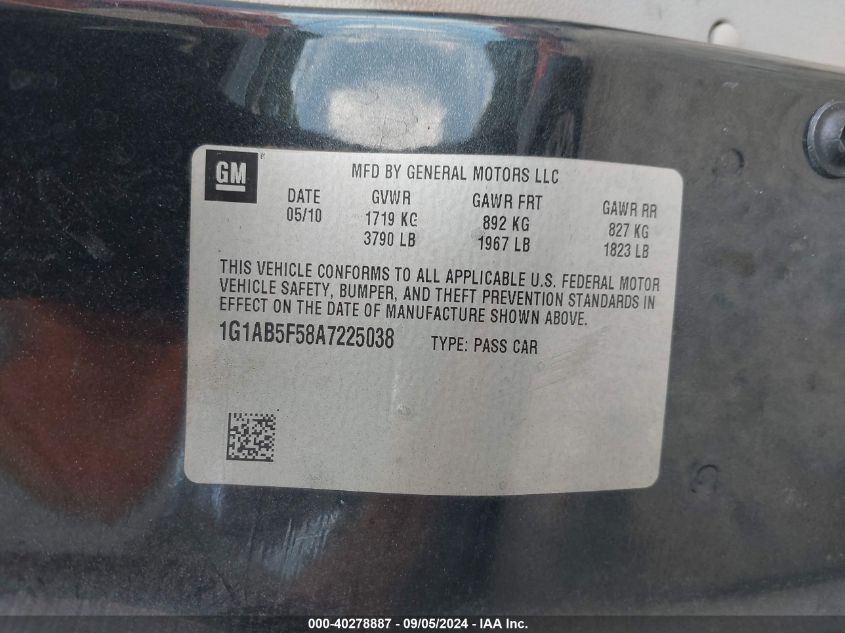 GM ®
MFD BY GENERAL MOTORS LLC
DATE GVWR GAWR FRT GAWR RR
05/10 1719 KG 892 KG 827 KG
3790 LB 1967 LB 1823 LB
THIS VEHICLE CONFORMS TO ALL APPLICABLE U.S. FEDERAL MOTOR
VEHICLE SAFETY, BUMPER, AND THEFT PREVENTION STANDARDS IN
EFFECT ON THE DATE OF MANUFACTURE SHOWN ABOVE.
1G1AB5F58A7225038 TYPE: PASS CAR
000-40278887 - 09/05/2024 - IAA Inc.